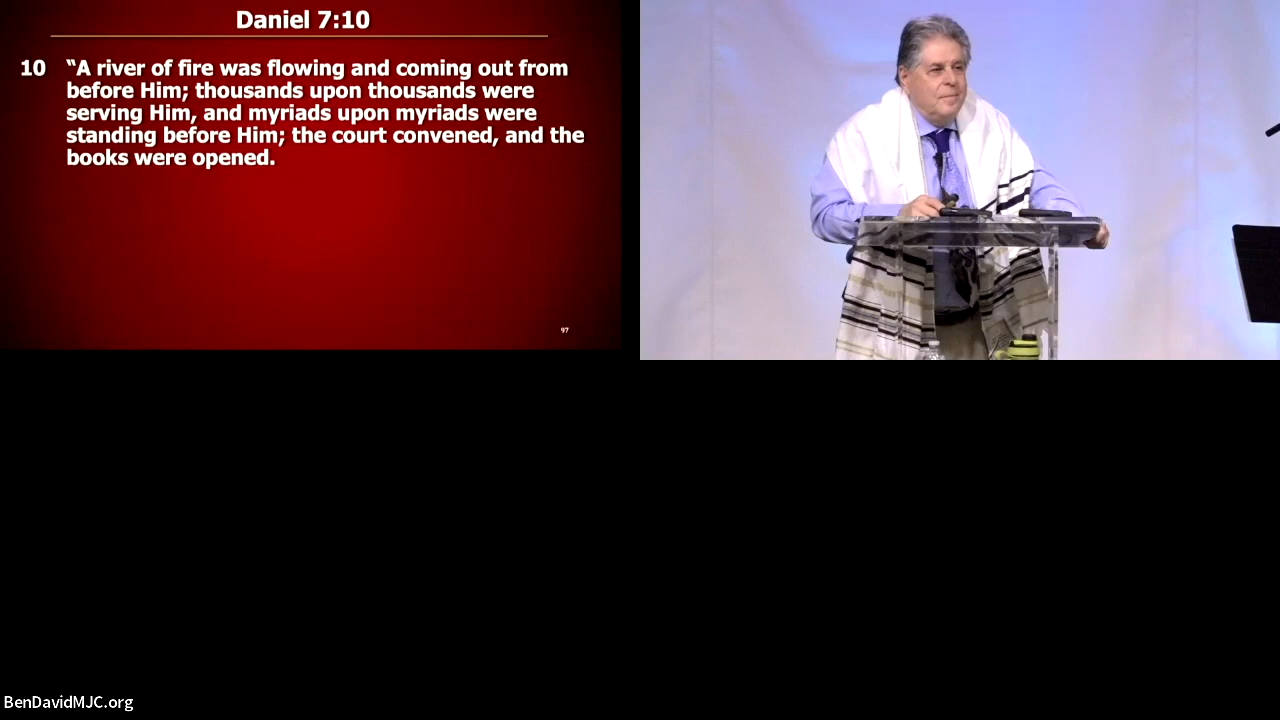 Daniel 7:10
10 “A river of fire was flowing and coming out from
before Him; thousands upon thousands were
serving Him, and myriads upon myriads were
standing before Him; the court convened, and the
books were opened.
97
BenDavidMJC.org